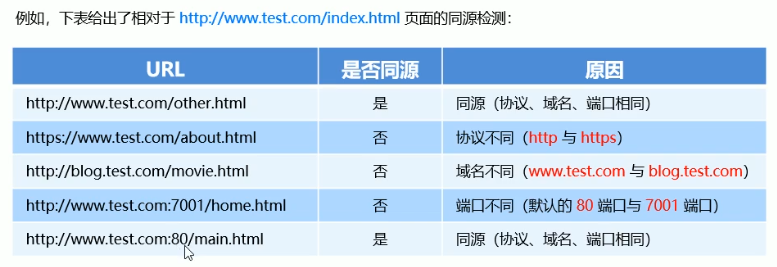 例如，下表给出了相对于 http://www.test.com/index.html 页面的同源检测：
URL 是否同源 原因
http://www.test.com/other.html 是 同源（协议、域名、端口相同）
https://www.test.com/about.html 否 协议不同（http 与 https）
http://blog.test.com/movie.html 否 域名不同（www.test.com 与 blog.test.com）
http://www.test.com:7001/home.html 否 端口不同（默认的 80 端口与 7001 端口）
http://www.test.com:80/main.html 是 同源（协议、域名、端口相同）